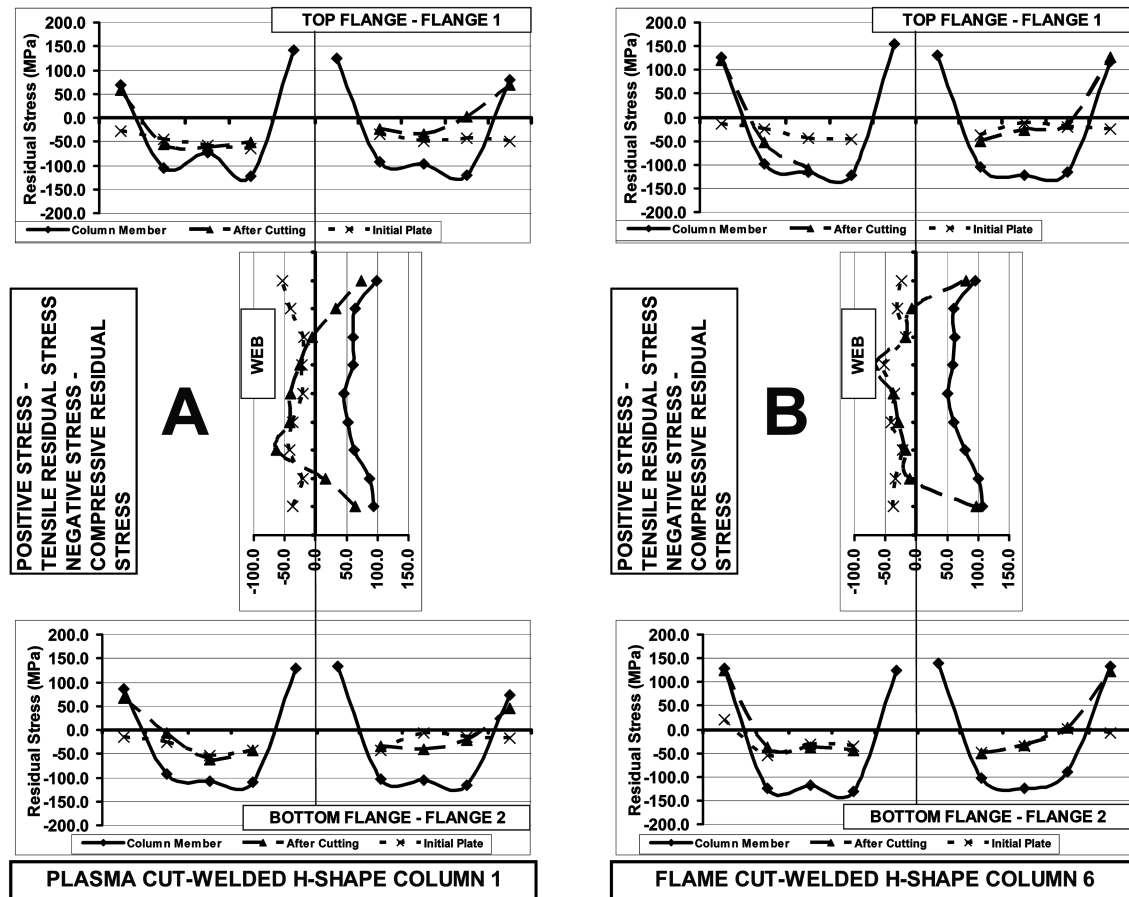 TOP FLANGE - FLANGE 1
Residual Stress (MPa)
200.0
150.0
100.0
50.0
0.0
-50.0
-100.0
-150.0
-200.0
Column Member After Cutting Initial Plate
POSITIVE STRESS -
TENSILE RESIDUAL STRESS
NEGATIVE STRESS -
COMPRESSIVE RESIDUAL
STRESS
A
WEB
-100.0
-50.0
0.0
50.0
100.0
150.0
Residual Stress (MPa)
200.0
150.0
100.0
50.0
0.0
-50.0
-100.0
-150.0
-200.0
BOTTOM FLANGE - FLANGE 2
Column Member After Cutting Initial Plate
PLASMA CUT-WELDED H-SHAPE COLUMN 1
TOP FLANGE - FLANGE 1
Residual Stress (MPa)
200.0
150.0
100.0
50.0
0.0
-50.0
-100.0
-150.0
-200.0
Column Member After Cutting Initial Plate
POSITIVE STRESS -
TENSILE RESIDUAL STRESS
NEGATIVE STRESS -
COMPRESSIVE RESIDUAL
STRESS
B
WEB
-100.0
-50.0
0.0
50.0
100.0
150.0
Residual Stress (MPa)
200.0
150.0
100.0
50.0
0.0
-50.0
-100.0
-150.0
-200.0
BOTTOM FLANGE - FLANGE 2
Column Member After Cutting Initial Plate
FLAME CUT-WELDED H-SHAPE COLUMN 6